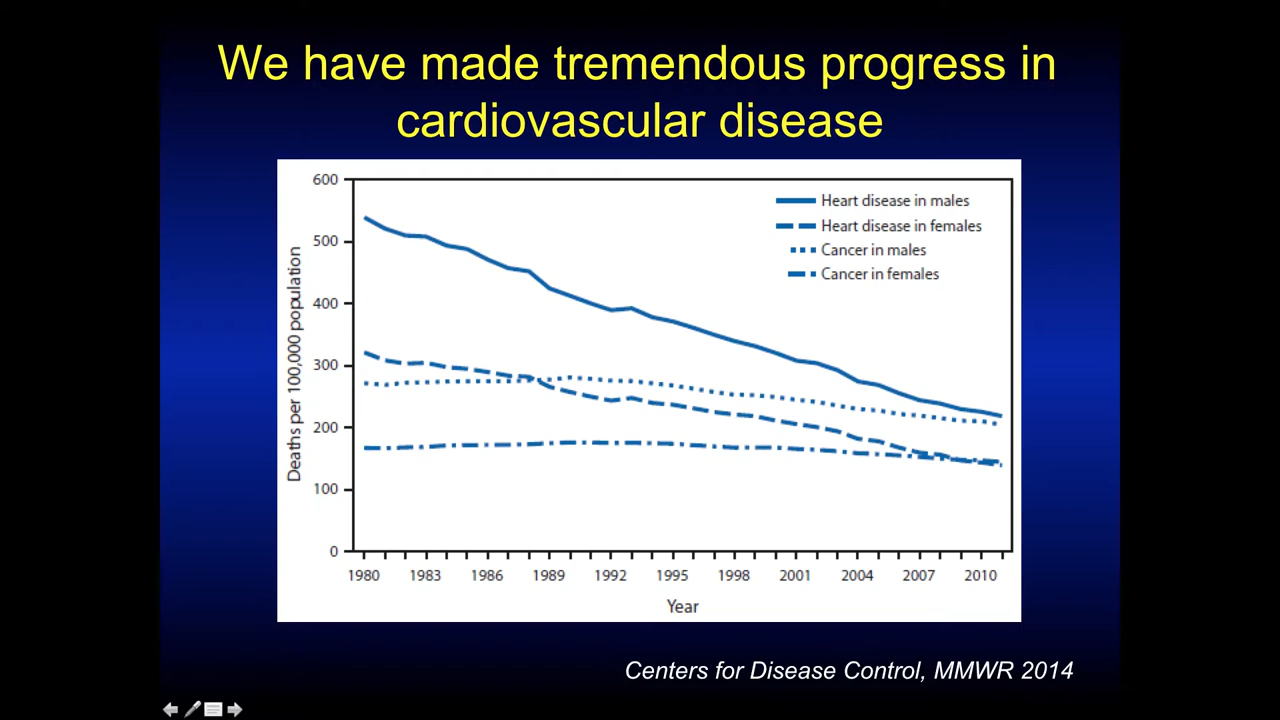 We have made tremendous progress in
cardiovascular disease
600
500
400
300
200
100
0
Deaths per 100,000 population
Heart disease in males
Heart disease in females
Cancer in males
Cancer in females
1980 1983 1986 1989 1992 1995 1998 2001 2004 2007 2010
Year
Centers for Disease Control, MMWR 2014